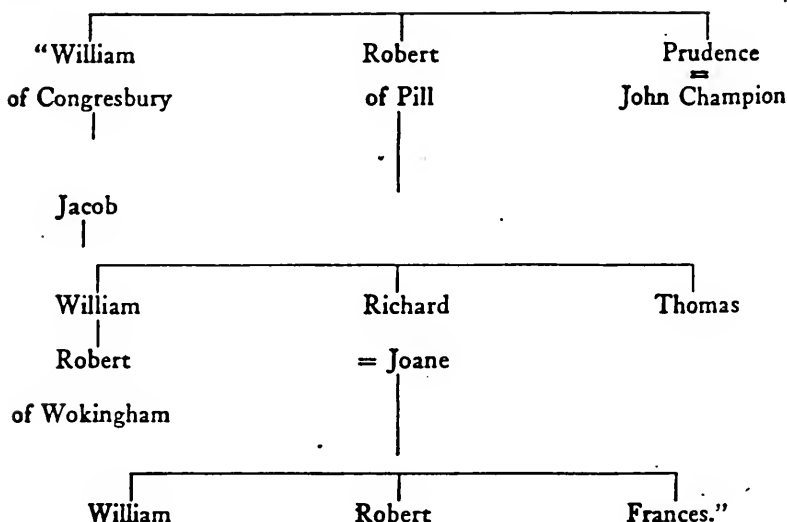 “William Robert Prudence
=
of Congresbury of Pill John Champion
Jacob
William Richard Thomas
Robert = Joane
of Wokingham
William Robert Frances.”